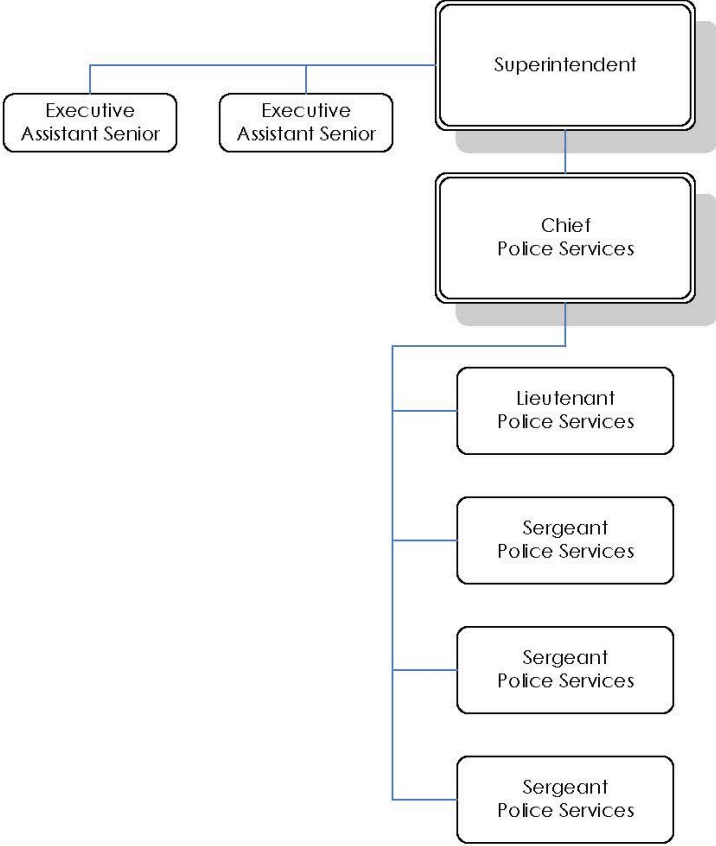 Superintendent
Executive
Assistant Senior
Executive
Assistant Senior
Chief
Police Services
Lieutenant
Police Services
Sergeant
Police Services
Sergeant
Police Services
Sergeant
Police Services